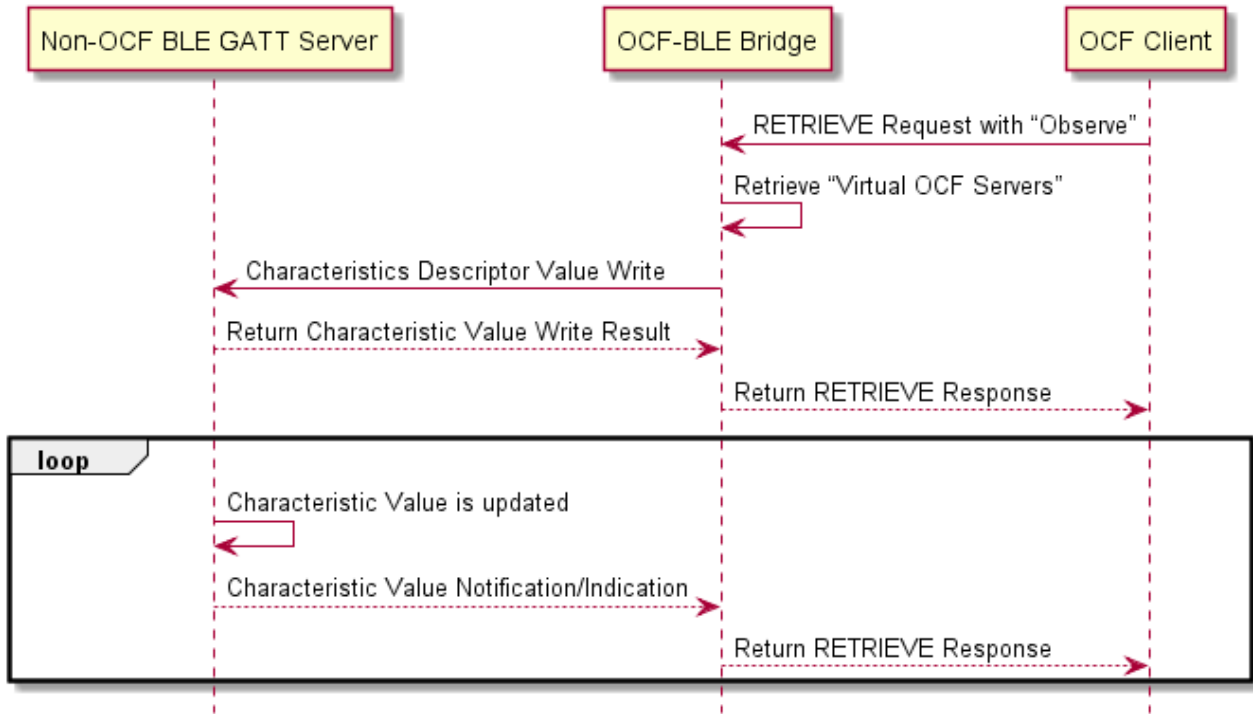 Non-OCF BLE GATT Server
OCF-BLE Bridge
OCF Client
RETRIEVE Request with “Observe”
Retrieve “Virtual OCF Servers”
Characteristics Descriptor Value Write
Return Characteristic Value Write Result
Return RETRIEVE Response
loop
Characteristic Value is updated
Characteristic Value Notification/Indication
Return RETRIEVE Response